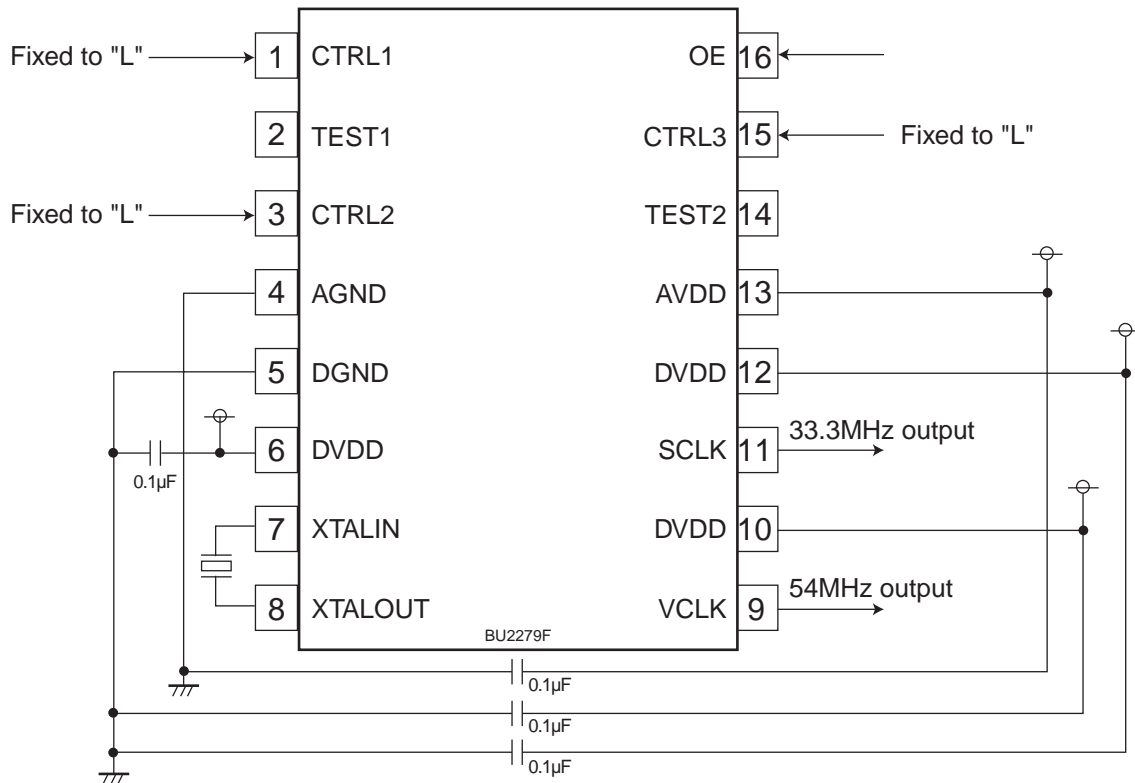 Fixed to "L"
1 CTRL1
OE 16
2 TEST1
CTRL3 15
Fixed to "L"
Fixed to "L"
3 CTRL2
TEST2 14
4 AGND
AVDD 13
5 DGND
DVDD 12
33.3MHz output
6 DVDD
SCLK 11
0.1µF
7 XTALIN
DVDD 10
54MHz output
8 XTALOUT
VCLK 9
BU2279F
0.1µF
0.1µF
0.1µF